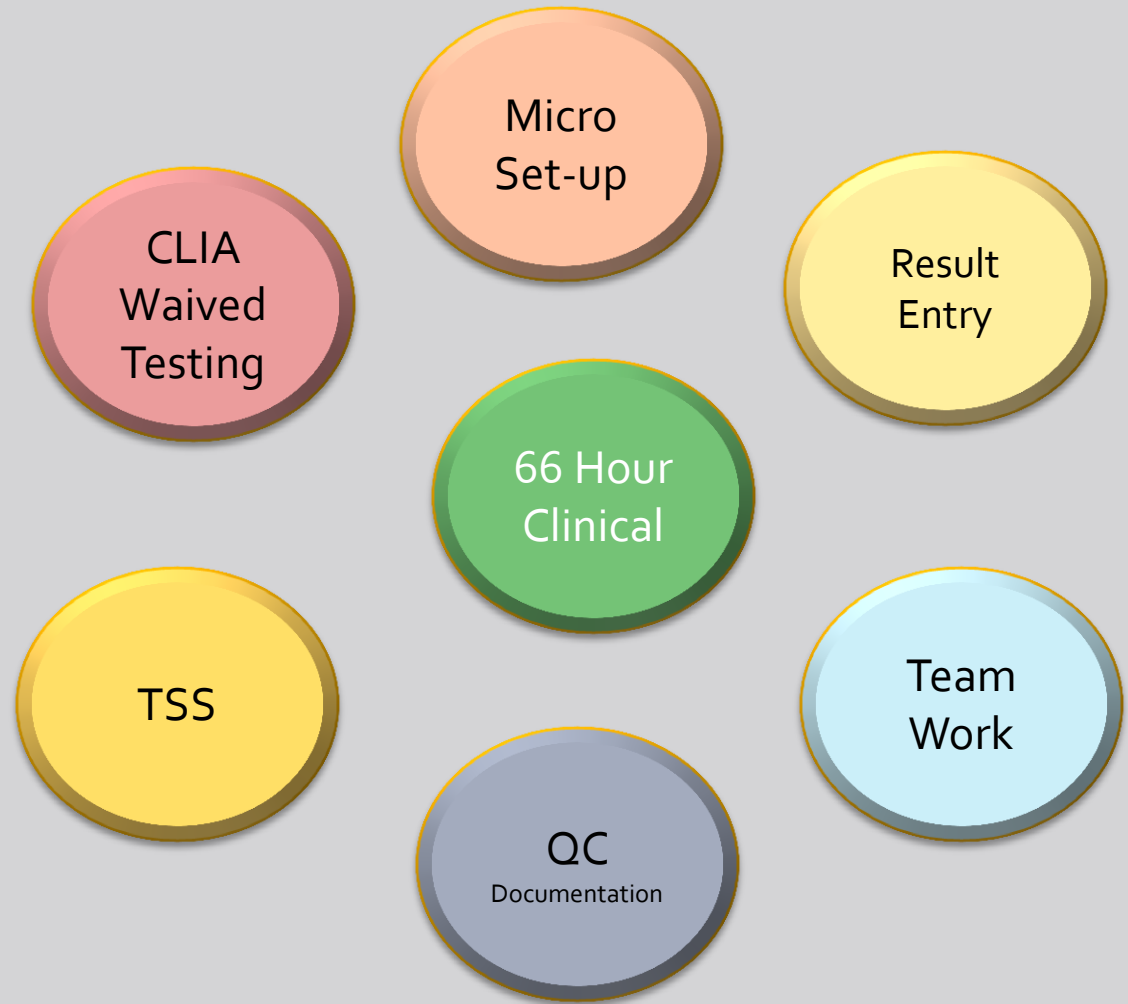 Micro
Set-up
CLIA
Waived
Testing
Result
Entry
66 Hour
Clinical
TSS
Team
Work
QC
Documentation